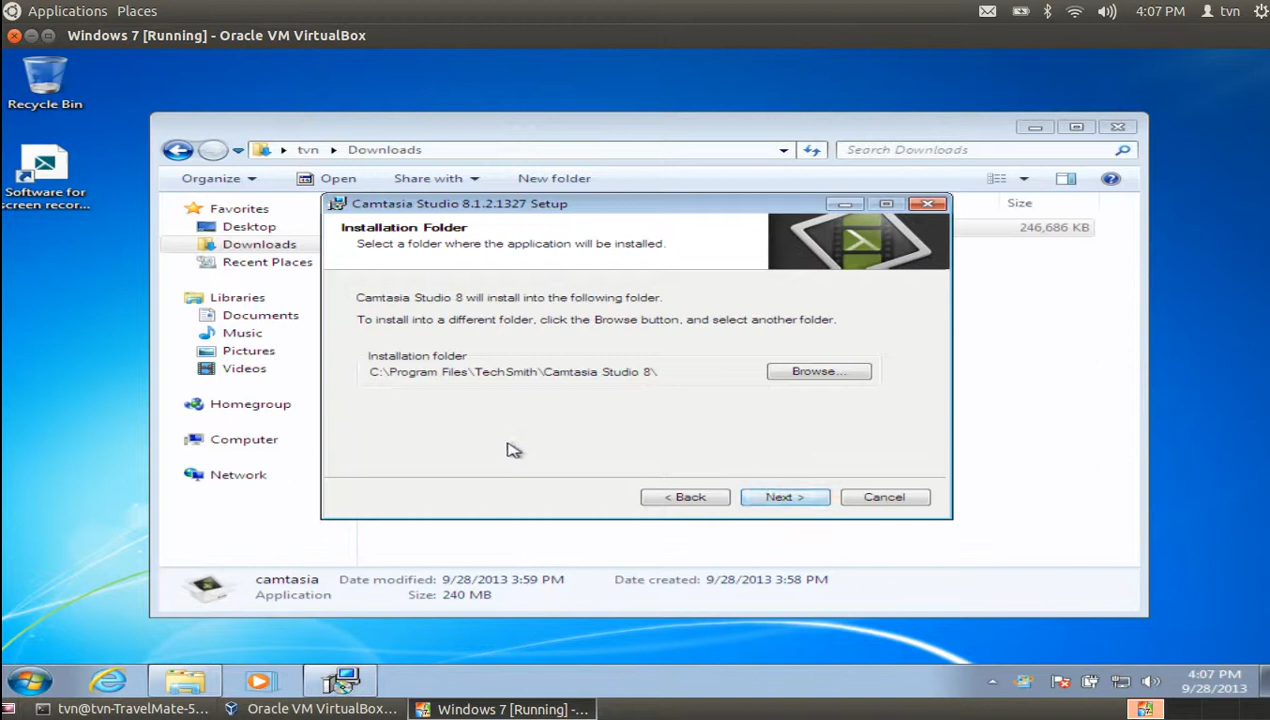 Applications Places
4:07 PM tvn
Windows 7 [Running] - Oracle VM VirtualBox
Recycle Bin
Software for
screen recor...
tvn Downloads
Search Downloads
Organize Open Share with New folder
Favorites
Desktop
Downloads
Recent Places
Libraries
Documents
Music
Pictures
Videos
Homegroup
Computer
Network
Size
246,686 KB
Camtasia Studio 8.1.2.1327 Setup
Installation Folder
Select a folder where the application will be installed.
Camtasia Studio 8 will install into the following folder.
To install into a different folder, click the Browse button, and select another folder.
Installation folder
C:\Program Files\TechSmith\Camtasia Studio 8\
Browse...
< Back Next > Cancel
camtasia Date modified: 9/28/2013 3:59 PM Date created: 9/28/2013 3:58 PM
Application Size: 240 MB
4:07 PM
9/28/2013
tvn@tvn-TravelMate-5... Oracle VM VirtualBox... Windows 7 [Running] -...